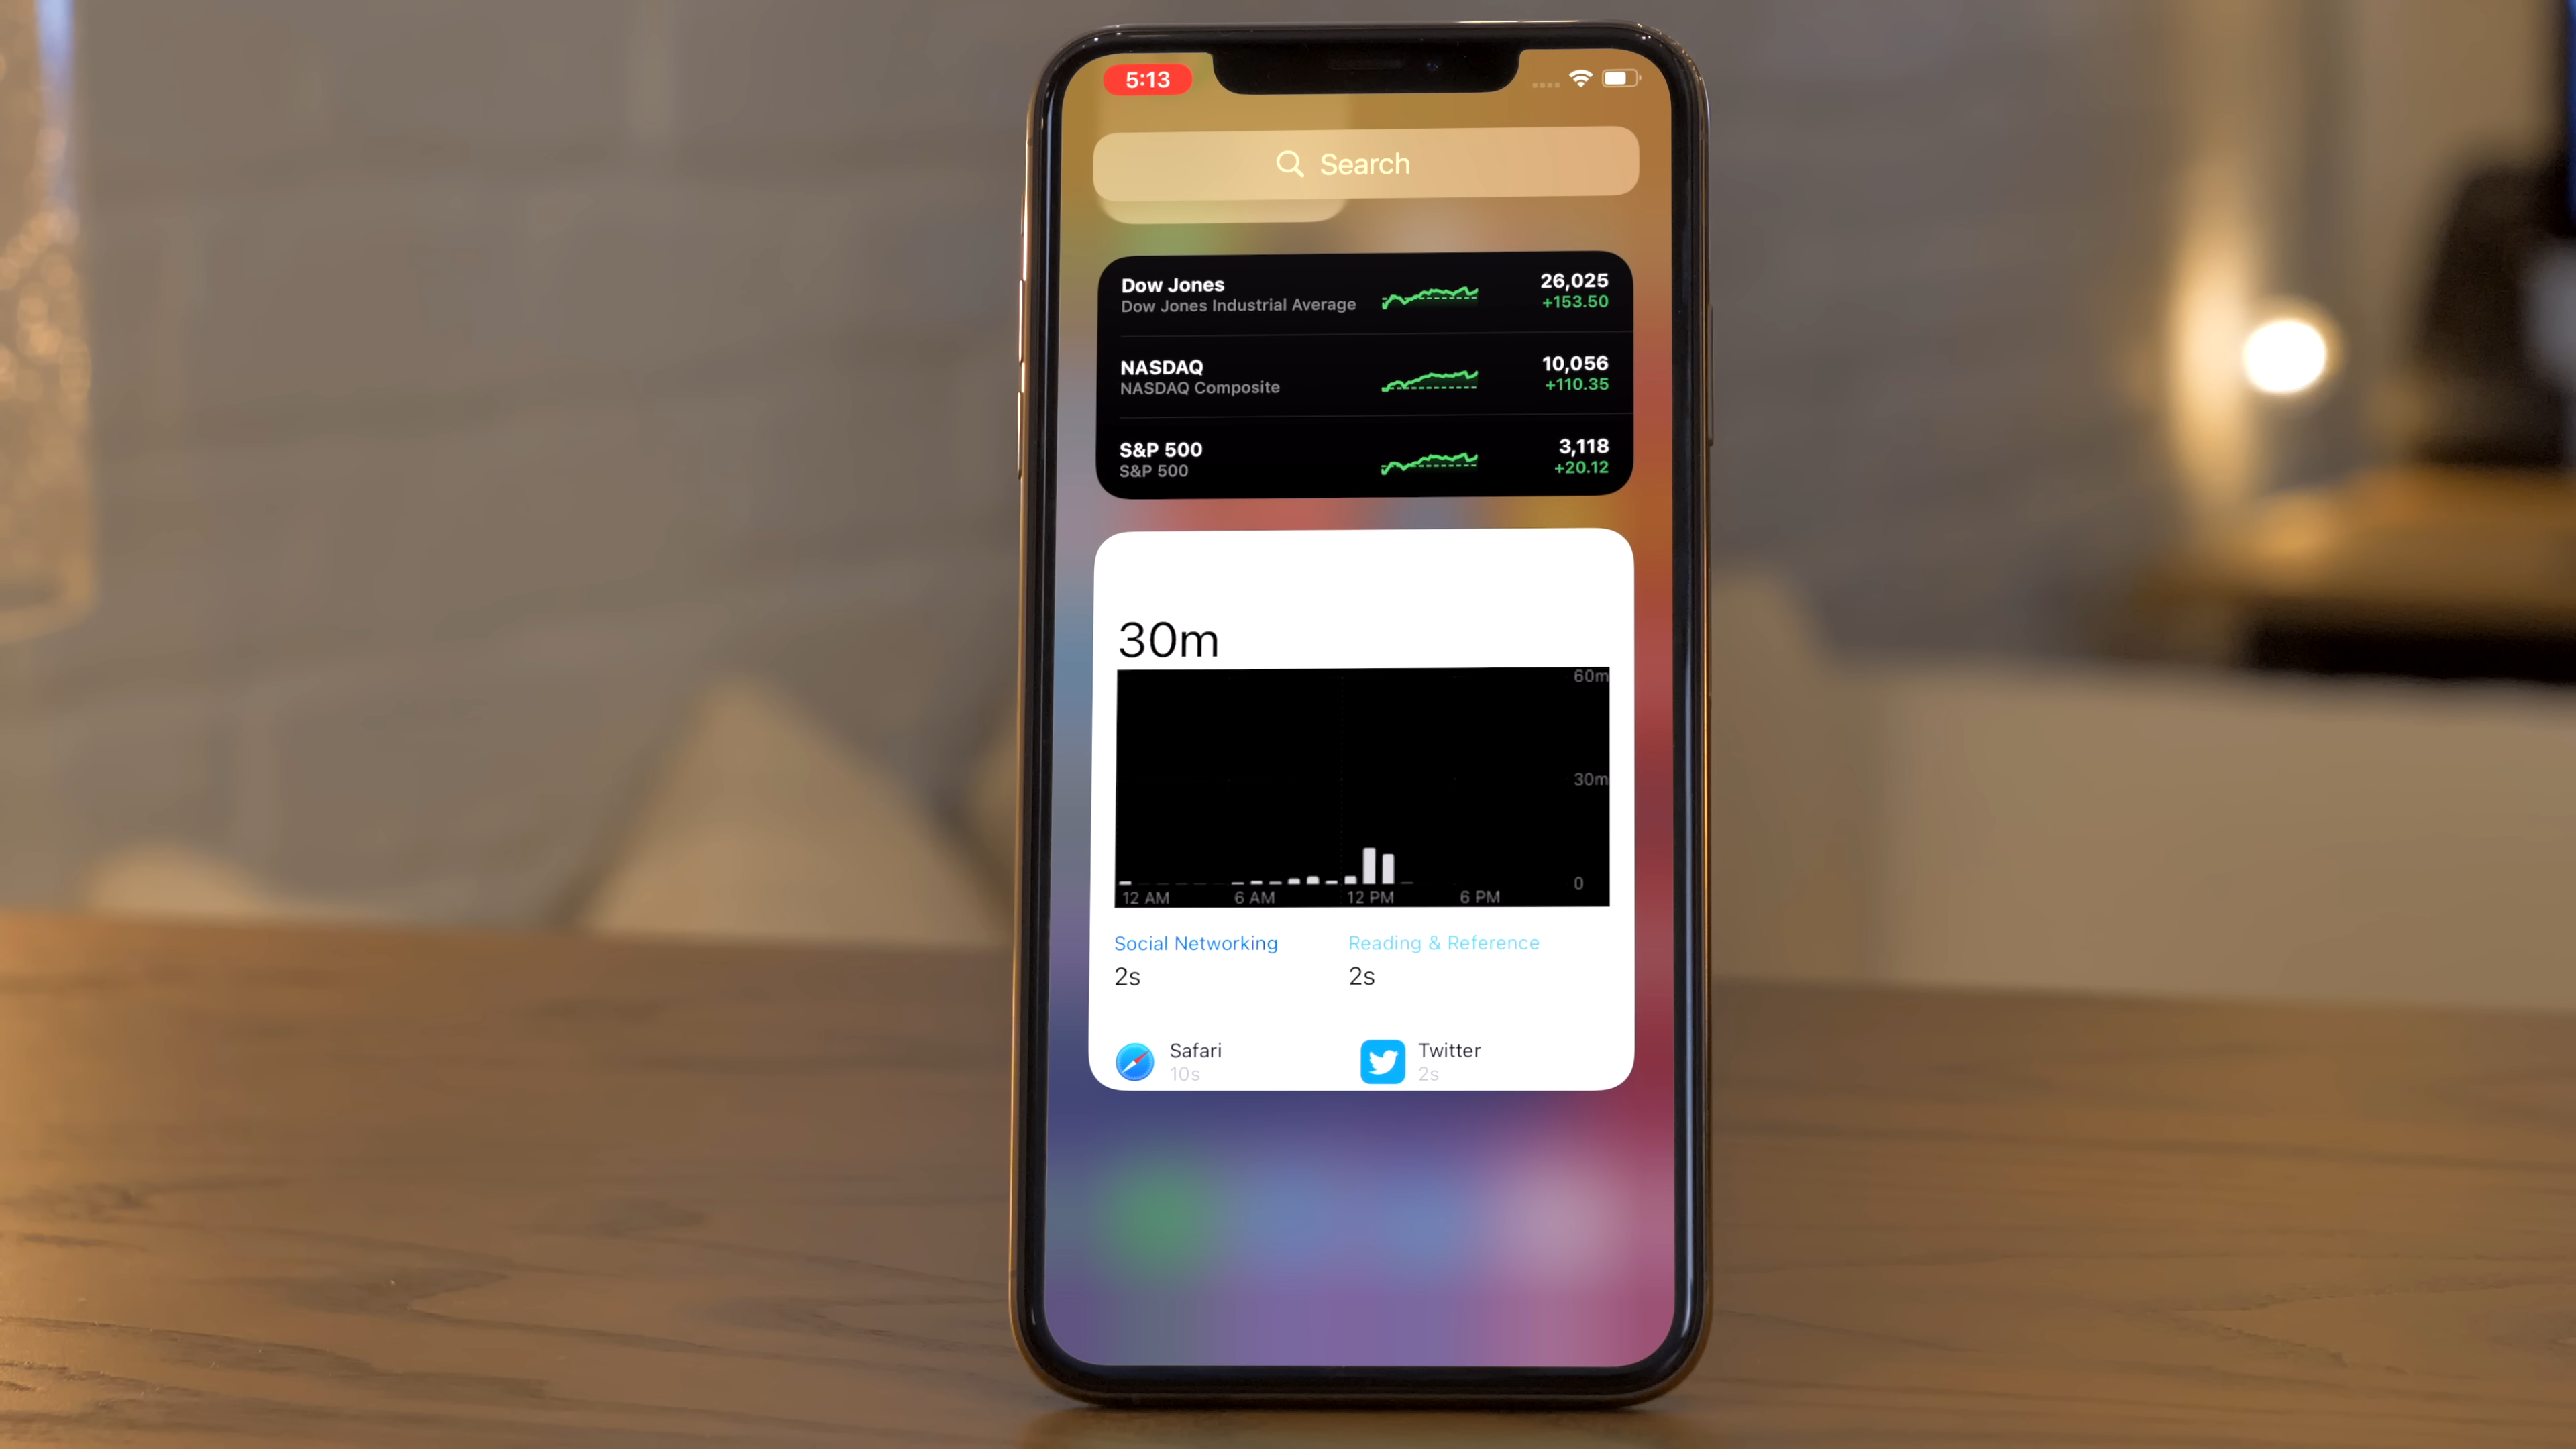 5:13
Search
Dow Jones
Dow Jones Industrial Average
26,025
+153.50
NASDAQ
NASDAQ Composite
10,056
+110.35
S&P 500
S&P 500
3,118
+20.12
30m
60m
30m
0
12 AM 6 AM 12 PM 6 PM
Social Networking Reading & Reference
2s 2s
Safari Twitter
10s 2s